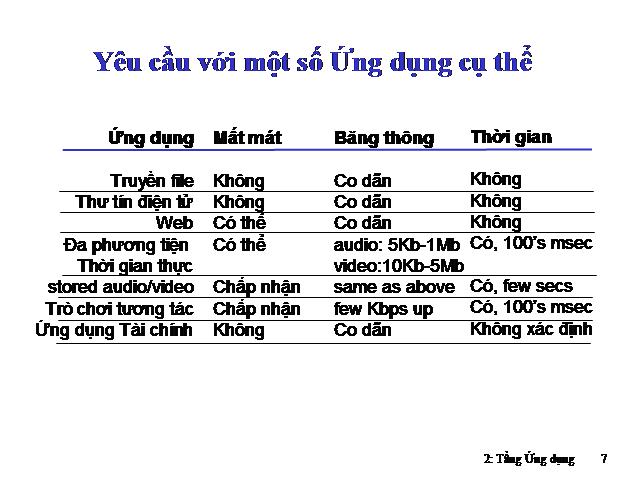 Yêu cầu với một số Ứng dụng cụ thể
Ứng dụng Mất mát Băng thông Thời gian
Truyền file Không Co dãn Không
Thư tín điện tử Không Co dãn Không
Web Có thể Co dãn Không
Đa phương tiện Có thể audio: 5Kb-1Mb Có, 100's msec
Thời gian thực video:10Kb-5Mb
stored audio/video Chấp nhận same as above Có, few secs
Trò chơi tương tác Chấp nhận few Kbps up Có, 100's msec
Ứng dụng Tài chính Không Co dãn Không xác định
2: Tầng Ứng dụng 7